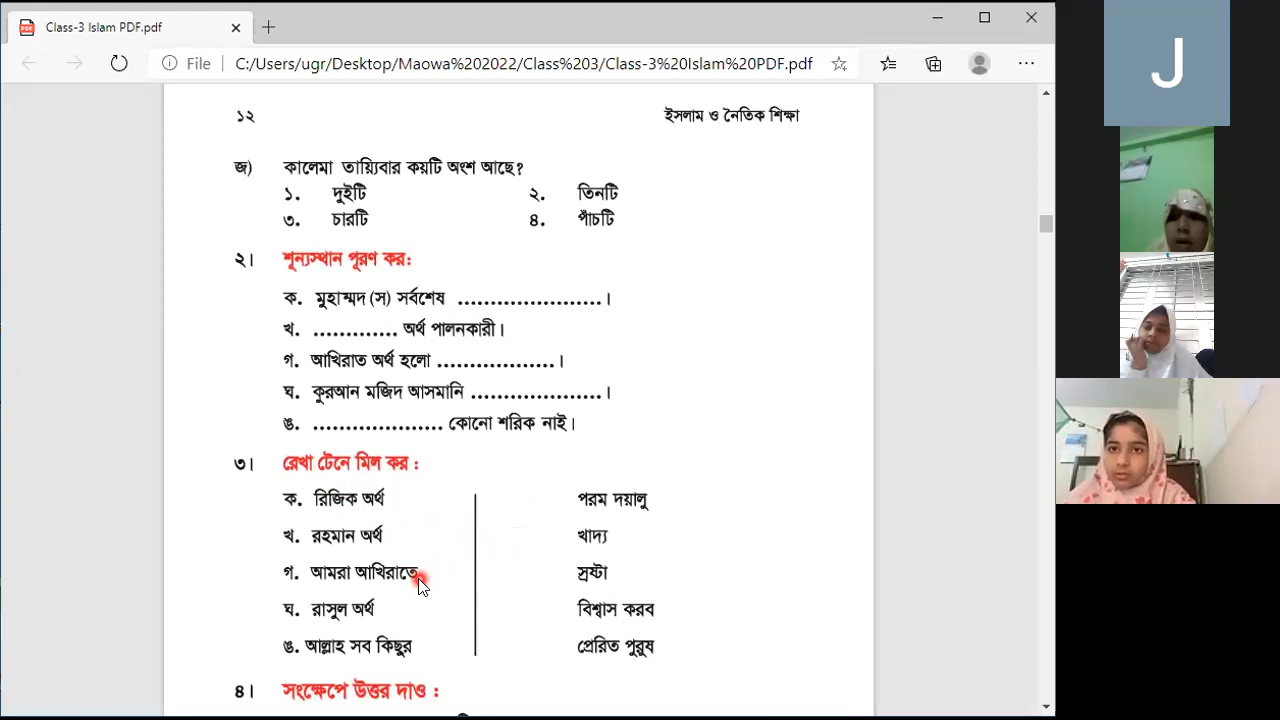 Class-3 Islam PDF.pdf
File C:/Users/ugr/Desktop/Maowa%202022/Class%203/Class-3%20Islam%20PDF.pdf
J
১২ ইসলাম ও নৈতিক শিক্ষা
জ) কালেমা তায়্যিবার কয়টি অংশ আছে?
১. দুইটি ২. তিনটি
৩. চারটি ৪. পাঁচটি
২। শূন্যস্থান পূরণ কর:
ক. মুহাম্মদ (স) সর্বশেষ ......................।
খ. ............. অর্থ পালনকারী।
গ. আখিরাত অর্থ হলো ..................।
ঘ. কুরআন মজিদ আসমানি ....................।
ঙ. .................... কোনো শরিক নাই।
৩। রেখা টেনে মিল কর :
ক. রিজিক অর্থ পরম দয়ালু
খ. রহমান অর্থ খাদ্য
গ. আমরা আখিরাতে স্রষ্টা
ঘ. রাসুল অর্থ বিশ্বাস করব
ঙ. আল্লাহ সব কিছুর প্রেরিত পুরুষ
৪। সংক্ষেপে উত্তর দাও :